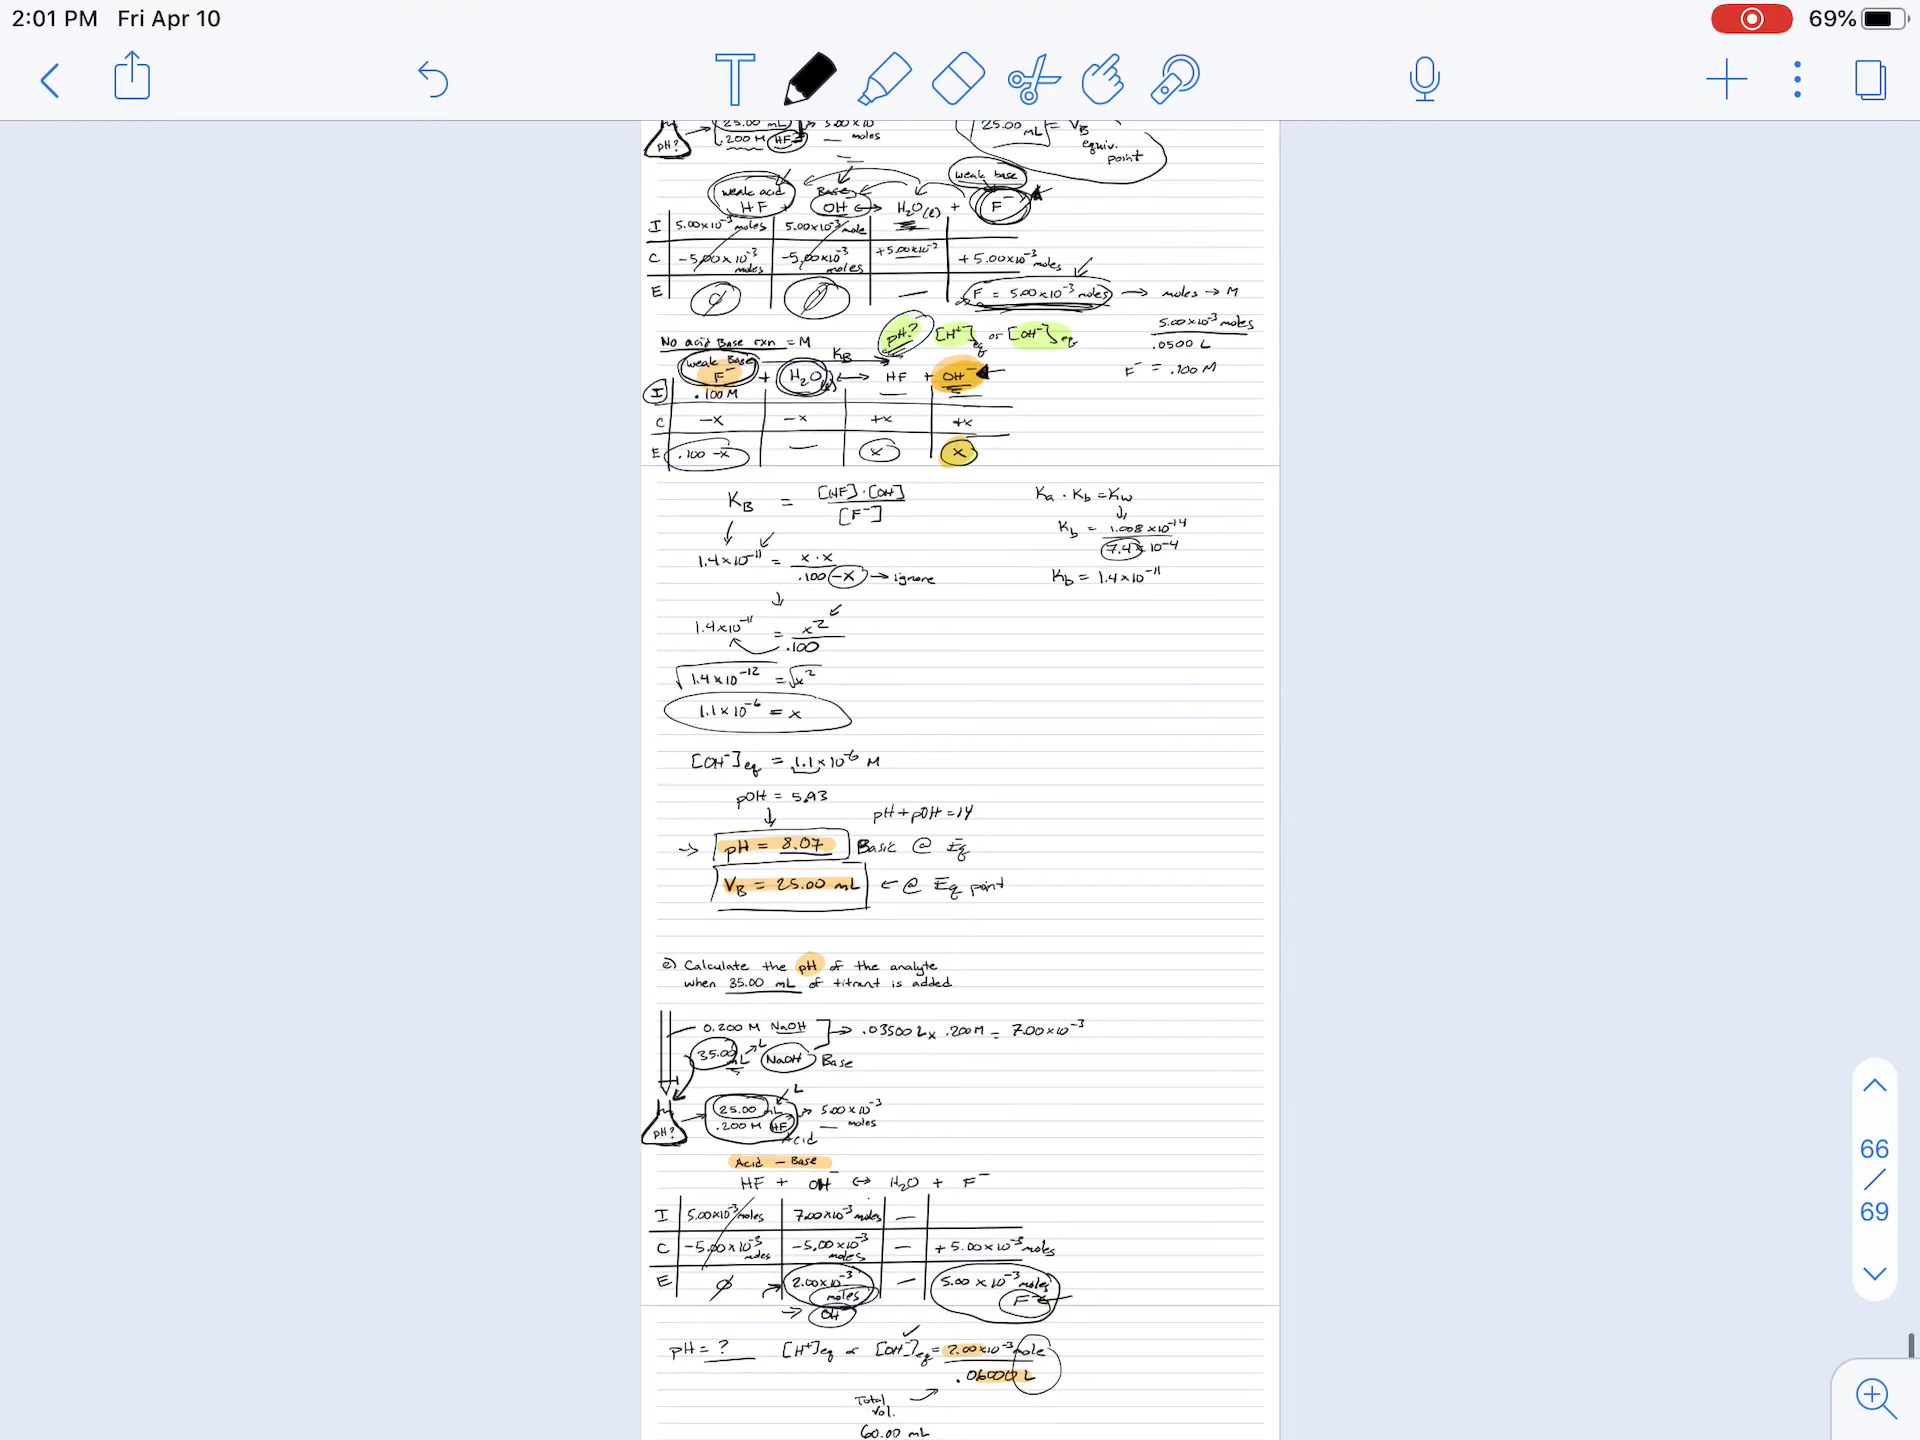 2:01 PM Fri Apr 10
69%
pH?
25.00 mL → 5.00x10
.200 M HF moles
25.00 mL = VB
equiv.
point
weak acid Base weak base
HF + OH ↔ H2O(l) + F⁻
I 5.00x10⁻³ moles 5.00x10⁻³ mole
C -5.00x10⁻³ moles -5.00x10⁻³ moles +5.00x10⁻³ +5.00x10⁻³ moles
E ∅ ∅ — F⁻ = 5.00x10⁻³ moles → moles → M
pH? [H⁺]eq or [OH⁻]eq
5.00x10⁻³ moles
.0500 L
F⁻ = .100 M
No acid Base rxn = M
KB
weak Base
F⁻ + H2O(l) ↔ HF + OH⁻
I .100 M — —
C -x -x +x +x
E .100 -x — x x
KB = [HF]·[OH] / [F⁻]
Ka · Kb = Kw
Kb = 1.008 x10⁻¹⁴ / 7.4x10⁻⁴
Kb = 1.4x10⁻¹¹
1.4x10⁻¹¹ = x·x / .100 -x → ignore
1.4x10⁻¹¹ = x² / .100
√1.4x10⁻¹² = √x²
1.1x10⁻⁶ = x
[OH⁻]eq = 1.1x10⁻⁶ M
pOH = 5.93
pH + pOH = 14
→ pH = 8.07 Basic @ Eq
VB = 25.00 mL ← @ Eq point
e) Calculate the pH of the analyte
when 35.00 mL of titrant is added
0.200 M NaOH → .03500 L x .200M = 7.00x10⁻³
35.00 mL → L NaOH Base
L
25.00 mL → 5.00x10⁻³
.200 M HF moles
Acid
pH?
Acid - Base
HF + OH⁻ ↔ H2O + F⁻
I 5.00x10⁻³ moles 7.00x10⁻³ moles —
C -5.00x10⁻³ moles -5.00x10⁻³ moles — +5.00x10⁻³ moles
E ∅ 2.00x10⁻³ moles — 5.00x10⁻³ moles
→ OH⁻ F⁻
pH = ? [H⁺]eq or [OH⁻]eq = 2.00x10⁻³ mole
.06000 L
Total
Vol.
60.00 mL
66
/
69